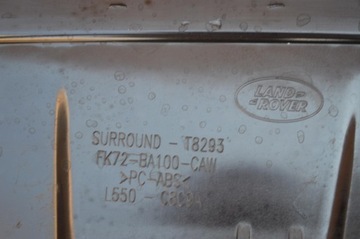 LAND
ROVER
SURROUND - T8293
FK72-BA100-CAW
>PC-ABS<
L550 -